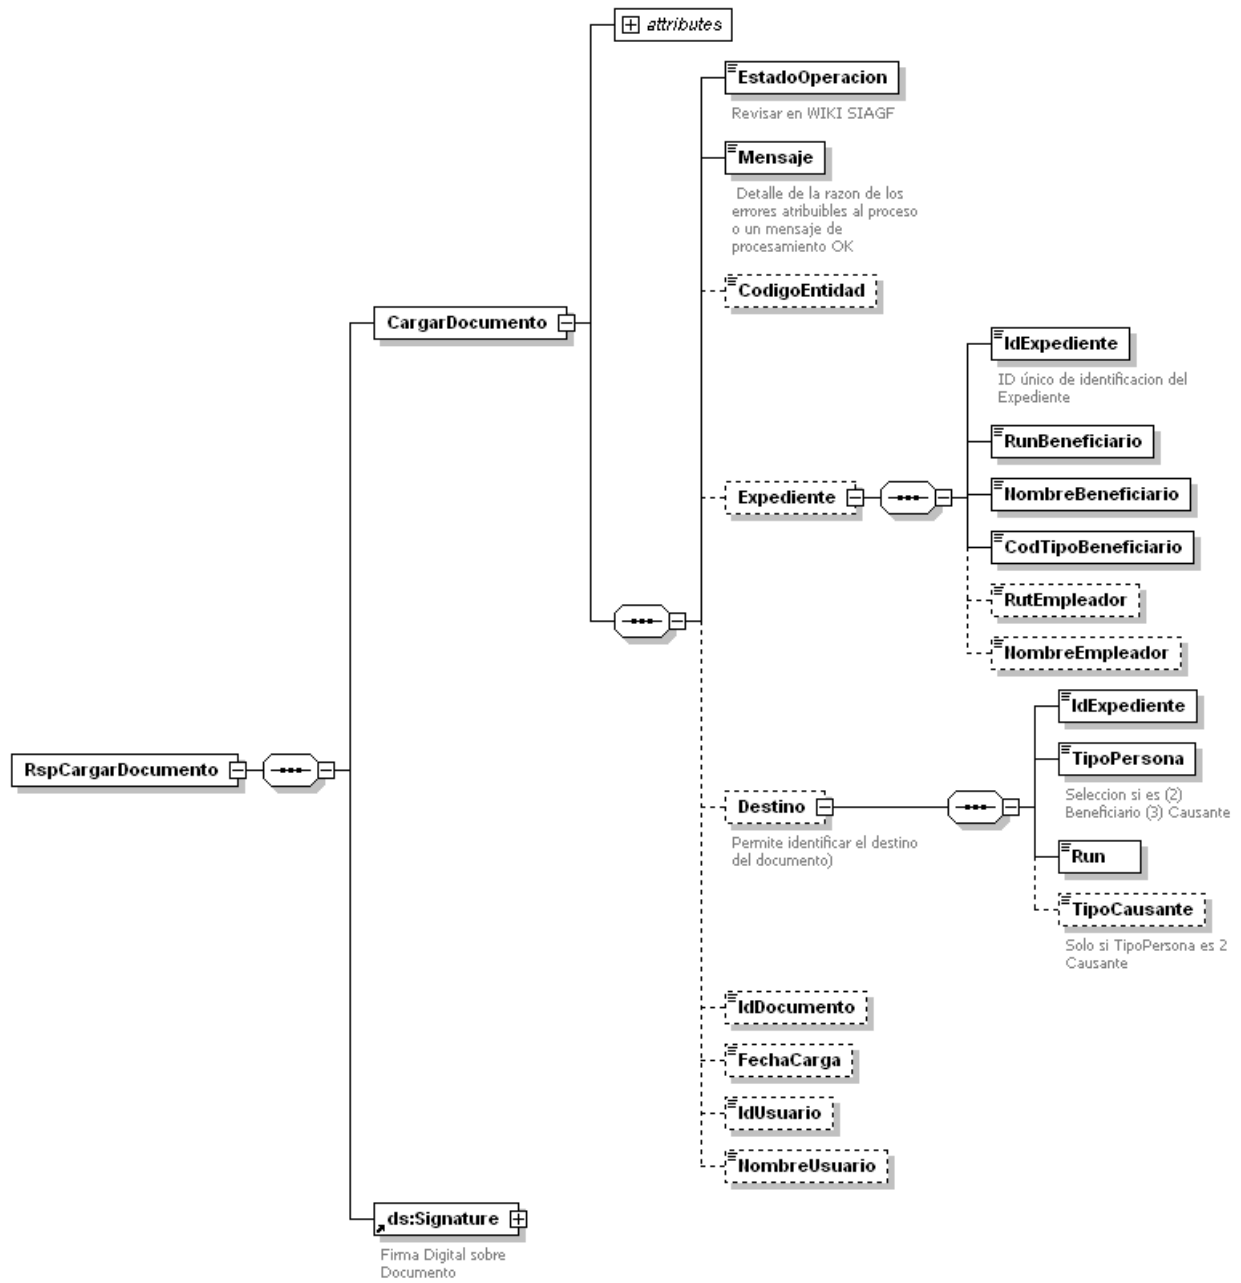 attributes
EstadoOperacion
Revisar en WIKI SIAGF
Mensaje
Detalle de la razon de los
errores atribuibles al proceso
o un mensaje de
procesamiento OK
CodigoEntidad
CargarDocumento
IdExpediente
ID único de identificacion del
Expediente
RunBeneficiario
Expediente
NombreBeneficiario
CodTipoBeneficiario
RutEmpleador
NombreEmpleador
IdExpediente
RspCargarDocumento
TipoPersona
Seleccion si es (2)
Beneficiario (3) Causante
Destino
Permite identificar el destino
del documento)
Run
TipoCausante
Solo si TipoPersona es 2
Causante
IdDocumento
FechaCarga
IdUsuario
NombreUsuario
ds:Signature
Firma Digital sobre
Documento